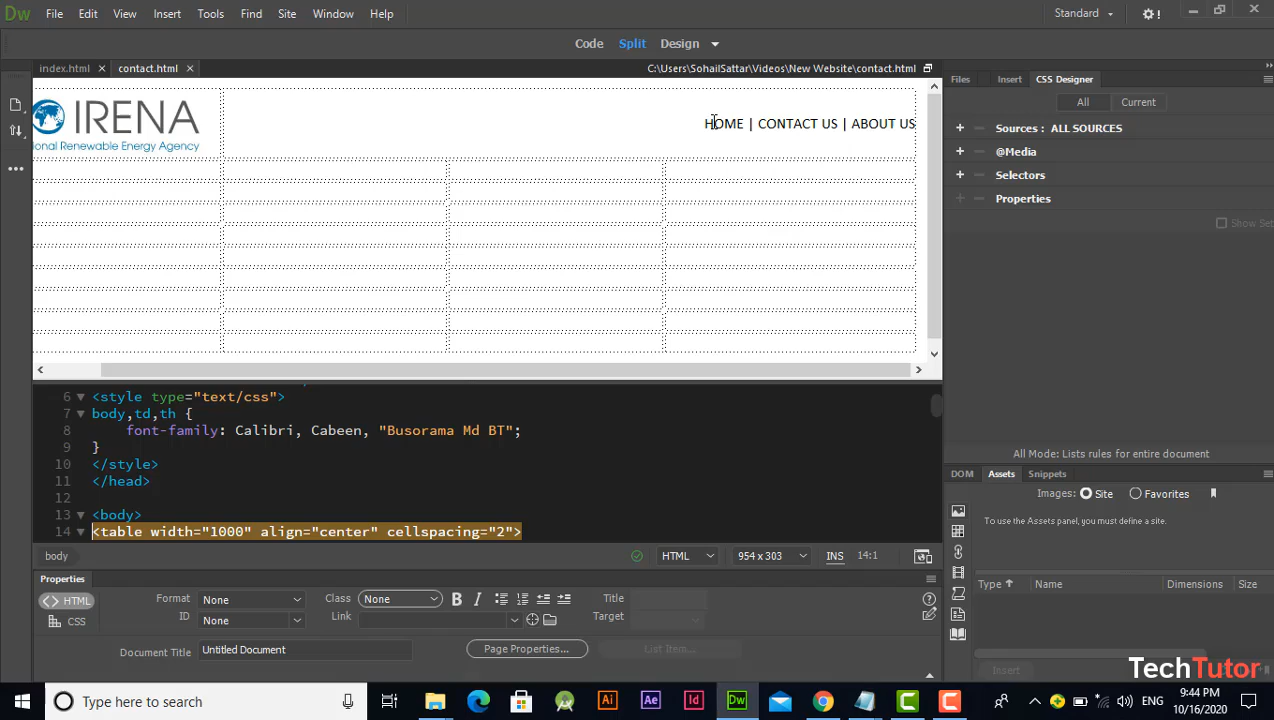 Dw File Edit View Insert Tools Find Site Window Help Standard
Code Split Design
index.html contact.html C:\Users\SohailSattar\Videos\New Website\contact.html
IRENA
ional Renewable Energy Agency
HOME | CONTACT US | ABOUT US
Files Insert CSS Designer
All Current
Sources : ALL SOURCES
@Media
Selectors
Properties
Show Set
All Mode: Lists rules for entire document
6 <style type="text/css">
7 body,td,th {
8 font-family: Calibri, Cabeen, "Busorama Md BT";
9 }
10 </style>
11 </head>
12
13 <body>
14 <table width="1000" align="center" cellspacing="2">
body HTML 954 x 303 INS 14:1
DOM Assets Snippets
Images: Site Favorites
To use the Assets panel, you must define a site.
Type Name Dimensions Size
Insert
Properties
HTML Format None Class None B I Title
CSS ID None Link Target
Document Title Untitled Document Page Properties... List Item...
TechTutor
Type here to search
Ai Ae Id Dw
ENG
9:44 PM
10/16/2020